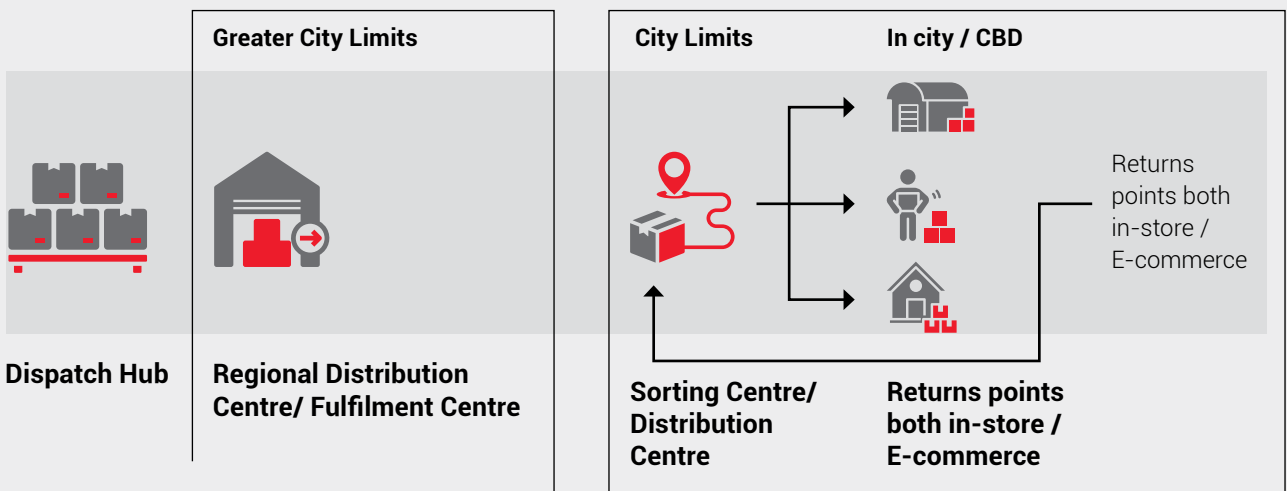 Greater City Limits
City Limits
In city / CBD
Returns
points both
in-store /
E-commerce
Dispatch Hub
Regional Distribution
Centre/ Fulfilment Centre
Sorting Centre/
Distribution
Centre
Returns points
both in-store /
E-commerce